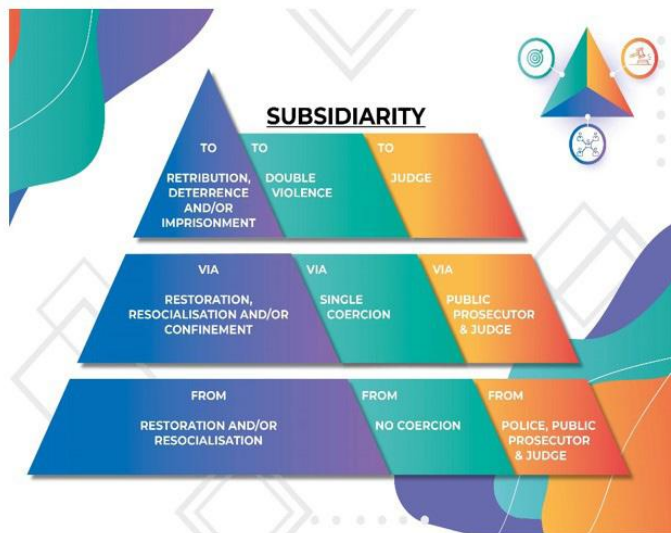 SUBSIDIARITY
TO
RETRIBUTION,
DETERRENCE
AND/OR
IMPRISONMENT
TO
DOUBLE
VIOLENCE
TO
JUDGE
VIA
RESTORATION,
RESOCIALISATION AND/OR
CONFINEMENT
VIA
SINGLE
COERCION
VIA
PUBLIC
PROSECUTOR
& JUDGE
FROM
RESTORATION AND/OR
RESOCIALISATION
FROM
NO COERCION
FROM
POLICE, PUBLIC
PROSECUTOR
& JUDGE